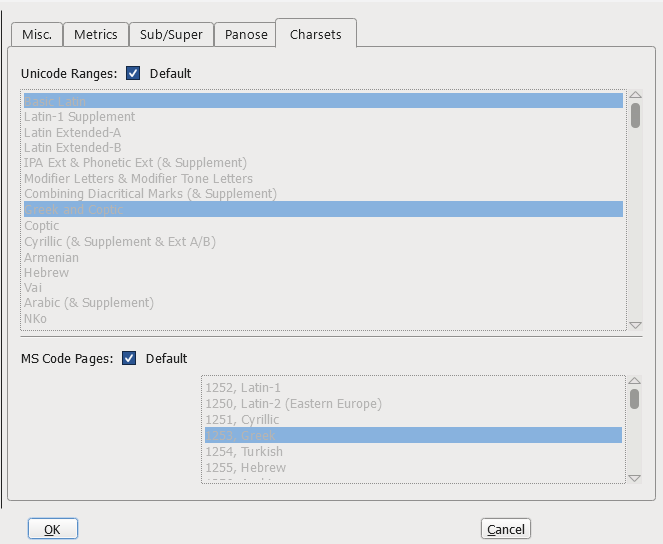 Misc. Metrics Sub/Super Panose Charsets
Unicode Ranges: Default
Basic Latin
Latin-1 Supplement
Latin Extended-A
Latin Extended-B
IPA Ext & Phonetic Ext (& Supplement)
Modifier Letters & Modifier Tone Letters
Combining Diacritical Marks (& Supplement)
Greek and Coptic
Coptic
Cyrillic (& Supplement & Ext A/B)
Armenian
Hebrew
Vai
Arabic (& Supplement)
NKo
MS Code Pages: Default
1252, Latin-1
1250, Latin-2 (Eastern Europe)
1251, Cyrillic
1253, Greek
1254, Turkish
1255, Hebrew
OK Cancel